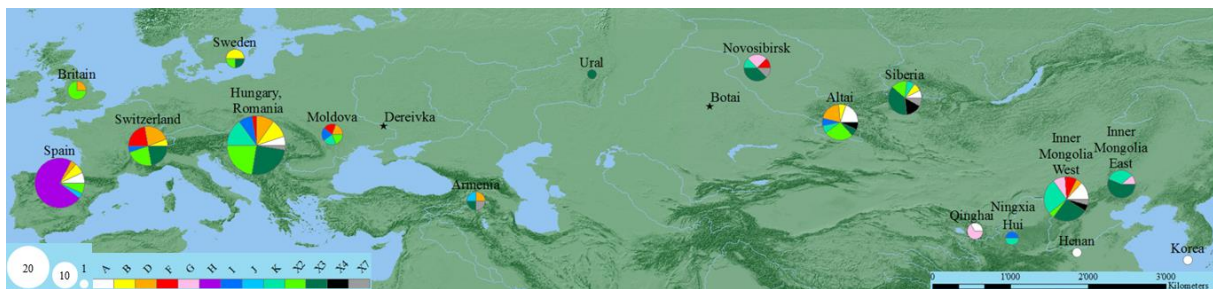 Sweden
Britain
Switzerland
Hungary,
Romania
Moldova
Dereivka
Spain
Armenia
Ural
Novosibirsk
Botai
Altai
Siberia
Inner
Mongolia
West
Inner
Mongolia
East
Qinghai
Ningxia
Hui
Henan
Korea
20 10 1 A B D F G H I J K X2 X3 X4 X7
0 1'000 2'000 3'000
Kilometers